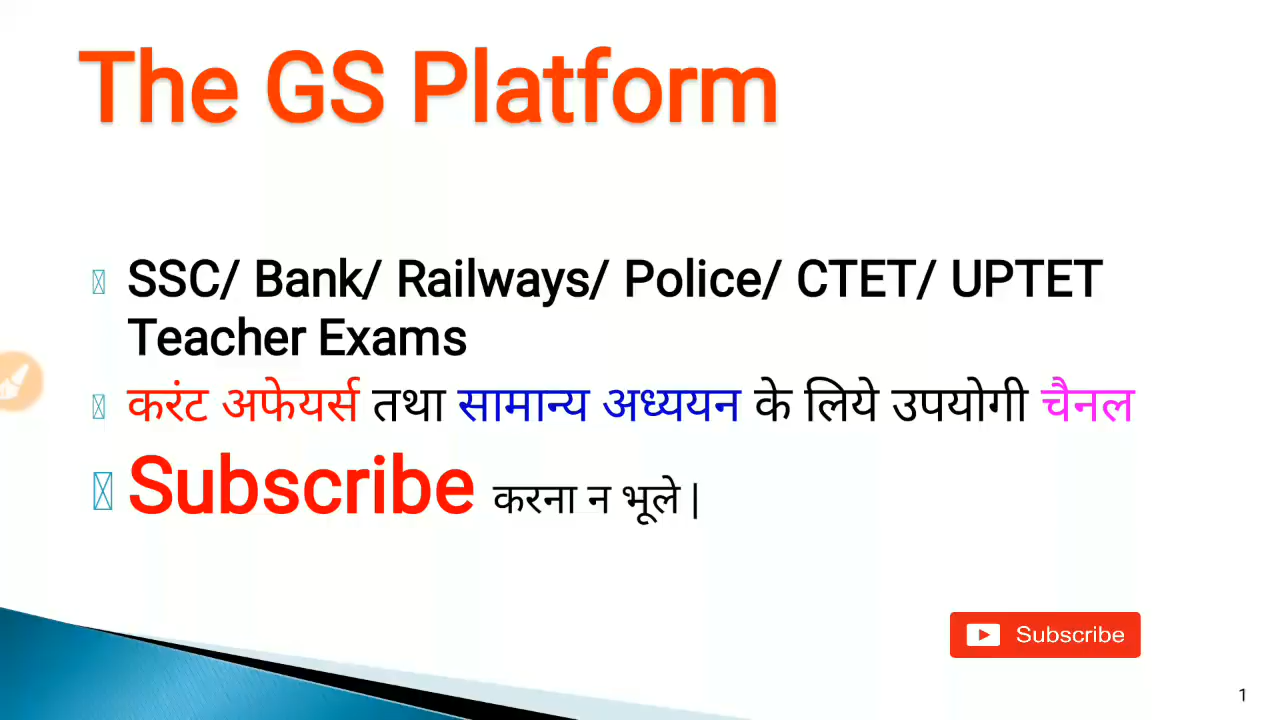 The GS Platform
SSC/ Bank/ Railways/ Police/ CTET/ UPTET
Teacher Exams
करंट अफेयर्स तथा सामान्य अध्ययन के लिये उपयोगी चैनल
Subscribe करना न भूले |
Subscribe
1